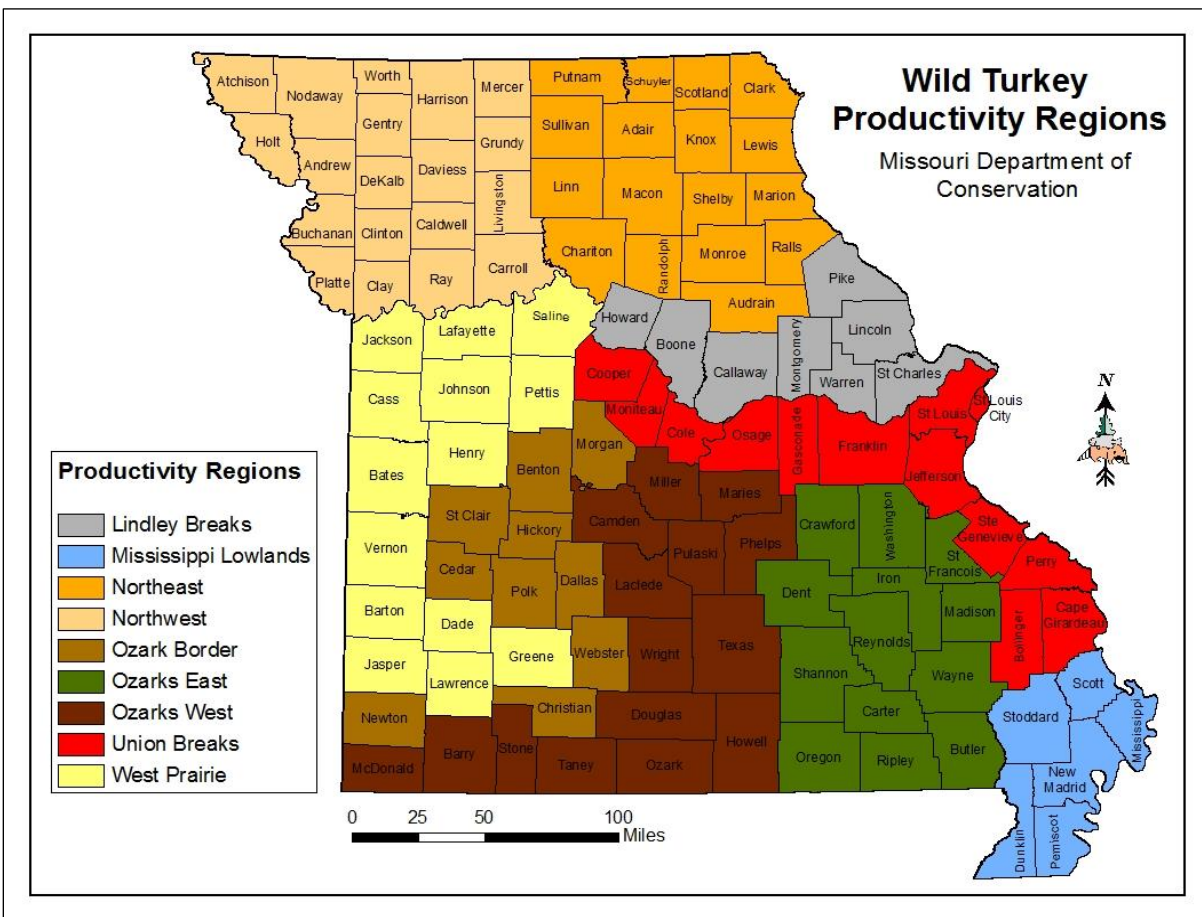 Wild Turkey
Productivity Regions
Missouri Department of
Conservation
Atchison
Nodaway
Worth
Harrison
Mercer
Putnam
Schuyler
Scotland
Clark
Holt
Gentry
Andrew
DeKalb
Daviess
Grundy
Sullivan
Adair
Knox
Lewis
Livingston
Linn
Macon
Shelby
Marion
Buchanan
Clinton
Caldwell
Platte
Clay
Ray
Carroll
Chariton
Randolph
Monroe
Ralls
Audrain
Pike
Jackson
Lafayette
Saline
Howard
Boone
Callaway
Montgomery
Lincoln
Warren
St Charles
Cass
Johnson
Pettis
Cooper
Moniteau
Cole
Osage
Gasconade
Franklin
St Louis
St Louis
City
Jefferson
N
Bates
Henry
Benton
Morgan
Miller
Maries
St Clair
Hickory
Camden
Pulaski
Phelps
Crawford
Washington
Ste
Genevieve
St
Francois
Perry
Vernon
Cedar
Polk
Dallas
Laclede
Dent
Iron
Madison
Bollinger
Cape
Girardeau
Barton
Dade
Jasper
Lawrence
Greene
Webster
Wright
Texas
Shannon
Reynolds
Wayne
Scott
Stoddard
Mississippi
Newton
Christian
Douglas
Howell
Carter
Butler
McDonald
Barry
Stone
Taney
Ozark
Oregon
Ripley
New
Madrid
Dunklin
Pemiscot
Productivity Regions
Lindley Breaks
Mississippi Lowlands
Northeast
Northwest
Ozark Border
Ozarks East
Ozarks West
Union Breaks
West Prairie
0 25 50 100
Miles